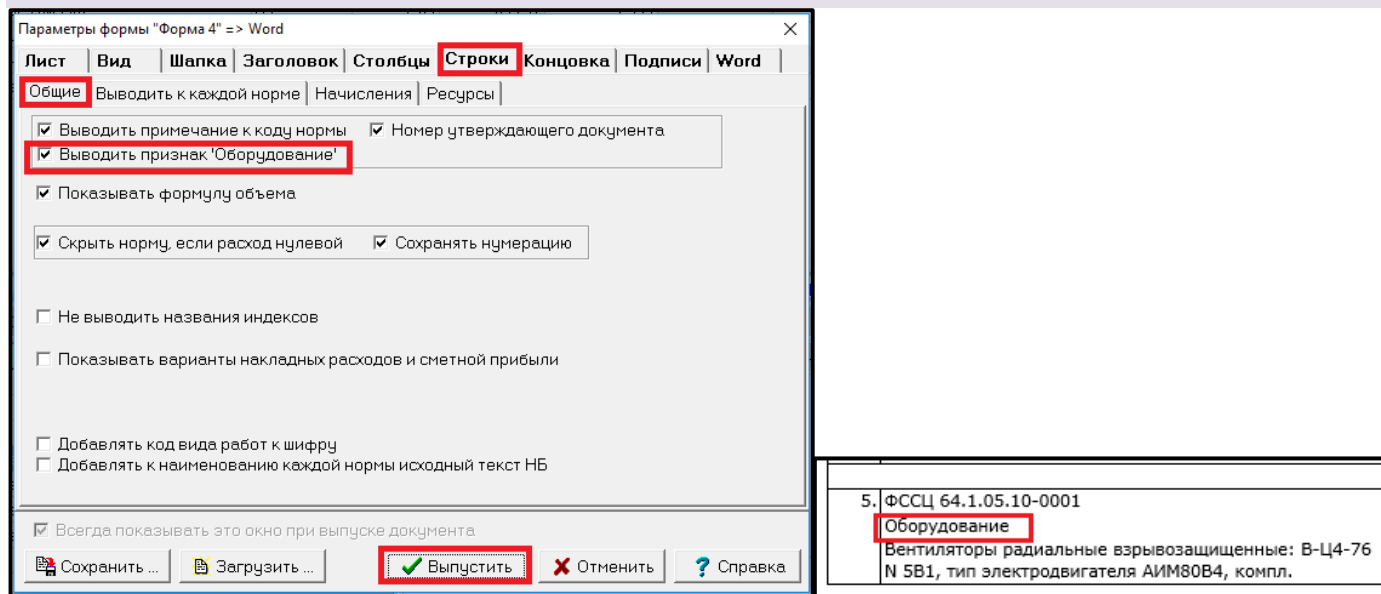 Параметры формы "Форма 4" => Word
Лист Вид Шапка Заголовок Столбцы Строки Концовка Подписи Word
Общие Выводить к каждой норме Начисления Ресурсы
Выводить примечание к коду нормы Номер утверждающего документа
Выводить признак 'Оборудование'
Показывать формулу объема
Скрыть норму, если расход нулевой Сохранять нумерацию
Не выводить названия индексов
Показывать варианты накладных расходов и сметной прибыли
Добавлять код вида работ к шифру
Добавлять к наименованию каждой нормы исходный текст НБ
Всегда показывать это окно при выпуске документа
Сохранить ... Загрузить ... Выпустить Отменить Справка
5. ФССЦ 64.1.05.10-0001
Оборудование
Вентиляторы радиальные взрывозащищенные: В-Ц4-76
N 5В1, тип электродвигателя АИМ80В4, компл.